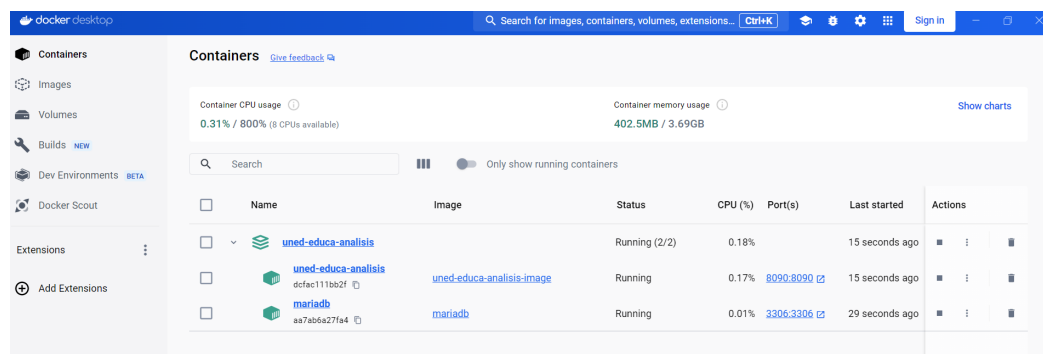 docker desktop
Search for images, containers, volumes, extensions... Ctrl+K
Sign in
Containers
Images
Volumes
Builds NEW
Dev Environments BETA
Docker Scout
Extensions
Add Extensions
Containers Give feedback
Container CPU usage
0.31% / 800% (8 CPUs available)
Container memory usage
402.5MB / 3.69GB
Show charts
Search
Only show running containers
Name Image Status CPU (%) Port(s) Last started Actions
uned-educa-analisis Running (2/2) 0.18% 15 seconds ago
uned-educa-analisis
dcfac111bb2f
uned-educa-analisis-image Running 0.17% 8090:8090 15 seconds ago
mariadb
aa7ab6a27fa4
mariadb Running 0.01% 3306:3306 29 seconds ago